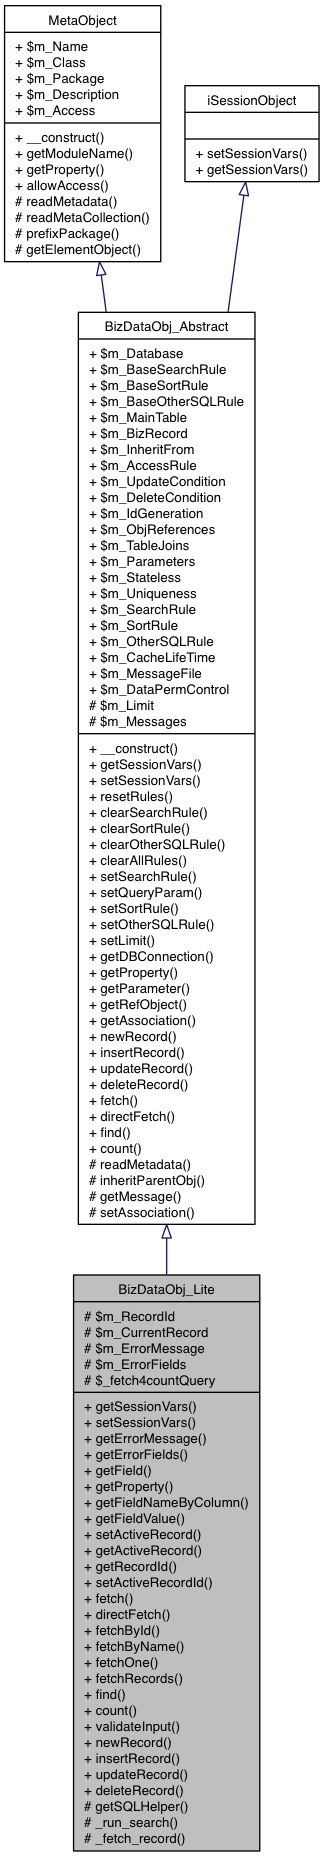 MetaObject
+ $m_Name
+ $m_Class
+ $m_Package
+ $m_Description
+ $m_Access
+ __construct()
+ getModuleName()
+ getProperty()
+ allowAccess()
# readMetadata()
# readMetaCollection()
# prefixPackage()
# getElementObject()
iSessionObject
+ setSessionVars()
+ getSessionVars()
BizDataObj_Abstract
+ $m_Database
+ $m_BaseSearchRule
+ $m_BaseSortRule
+ $m_BaseOtherSQLRule
+ $m_MainTable
+ $m_BizRecord
+ $m_InheritFrom
+ $m_AccessRule
+ $m_UpdateCondition
+ $m_DeleteCondition
+ $m_IdGeneration
+ $m_ObjReferences
+ $m_TableJoins
+ $m_Parameters
+ $m_Stateless
+ $m_Uniqueness
+ $m_SearchRule
+ $m_SortRule
+ $m_OtherSQLRule
+ $m_CacheLifeTime
+ $m_MessageFile
+ $m_DataPermControl
# $m_Limit
# $m_Messages
+ __construct()
+ getSessionVars()
+ setSessionVars()
+ resetRules()
+ clearSearchRule()
+ clearSortRule()
+ clearOtherSQLRule()
+ clearAllRules()
+ setSearchRule()
+ setQueryParam()
+ setSortRule()
+ setOtherSQLRule()
+ setLimit()
+ getDBConnection()
+ getProperty()
+ getParameter()
+ getRefObject()
+ getAssociation()
+ newRecord()
+ insertRecord()
+ updateRecord()
+ deleteRecord()
+ fetch()
+ directFetch()
+ find()
+ count()
# readMetadata()
# inheritParentObj()
# getMessage()
# setAssociation()
BizDataObj_Lite
# $m_RecordId
# $m_CurrentRecord
# $m_ErrorMessage
# $m_ErrorFields
# $_fetch4countQuery
+ getSessionVars()
+ setSessionVars()
+ getErrorMessage()
+ getErrorFields()
+ getField()
+ getProperty()
+ getFieldNameByColumn()
+ getFieldValue()
+ setActiveRecord()
+ getActiveRecord()
+ getRecordId()
+ setActiveRecordId()
+ fetch()
+ directFetch()
+ fetchById()
+ fetchByName()
+ fetchOne()
+ fetchRecords()
+ find()
+ count()
+ validateInput()
+ newRecord()
+ insertRecord()
+ updateRecord()
+ deleteRecord()
# getSQLHelper()
# _run_search()
# _fetch_record()